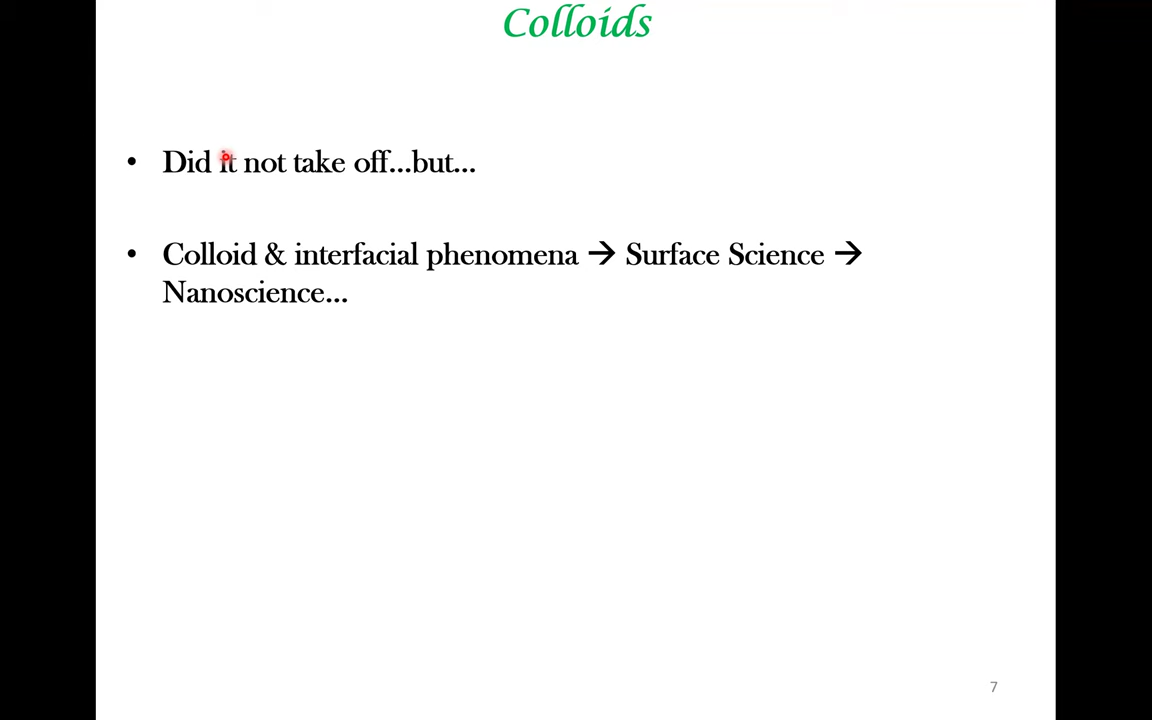 Colloids
• Did it not take off...but...
• Colloid & interfacial phenomena → Surface Science →
Nanoscience...
7